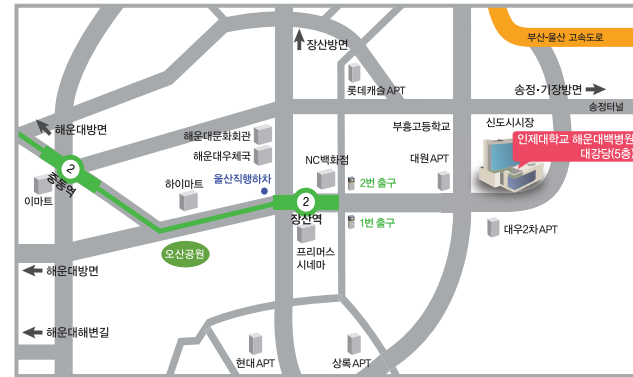 부산-울산 고속도로
장산방면
롯데캐슬APT
송정·기장방면
송정터널
해운대방면
해운대문화회관
해운대우체국
부흥고등학교
신도시시장
인제대학교 해운대백병원
대강당(5층)
NC백화점
대원APT
2
중동역
이마트
하이마트
울산직행하차
2번 출구
2
장산역
1번 출구
대우2차APT
프리머스
시네마
오산공원
해운대방면
해운대해변길
현대APT
상록APT